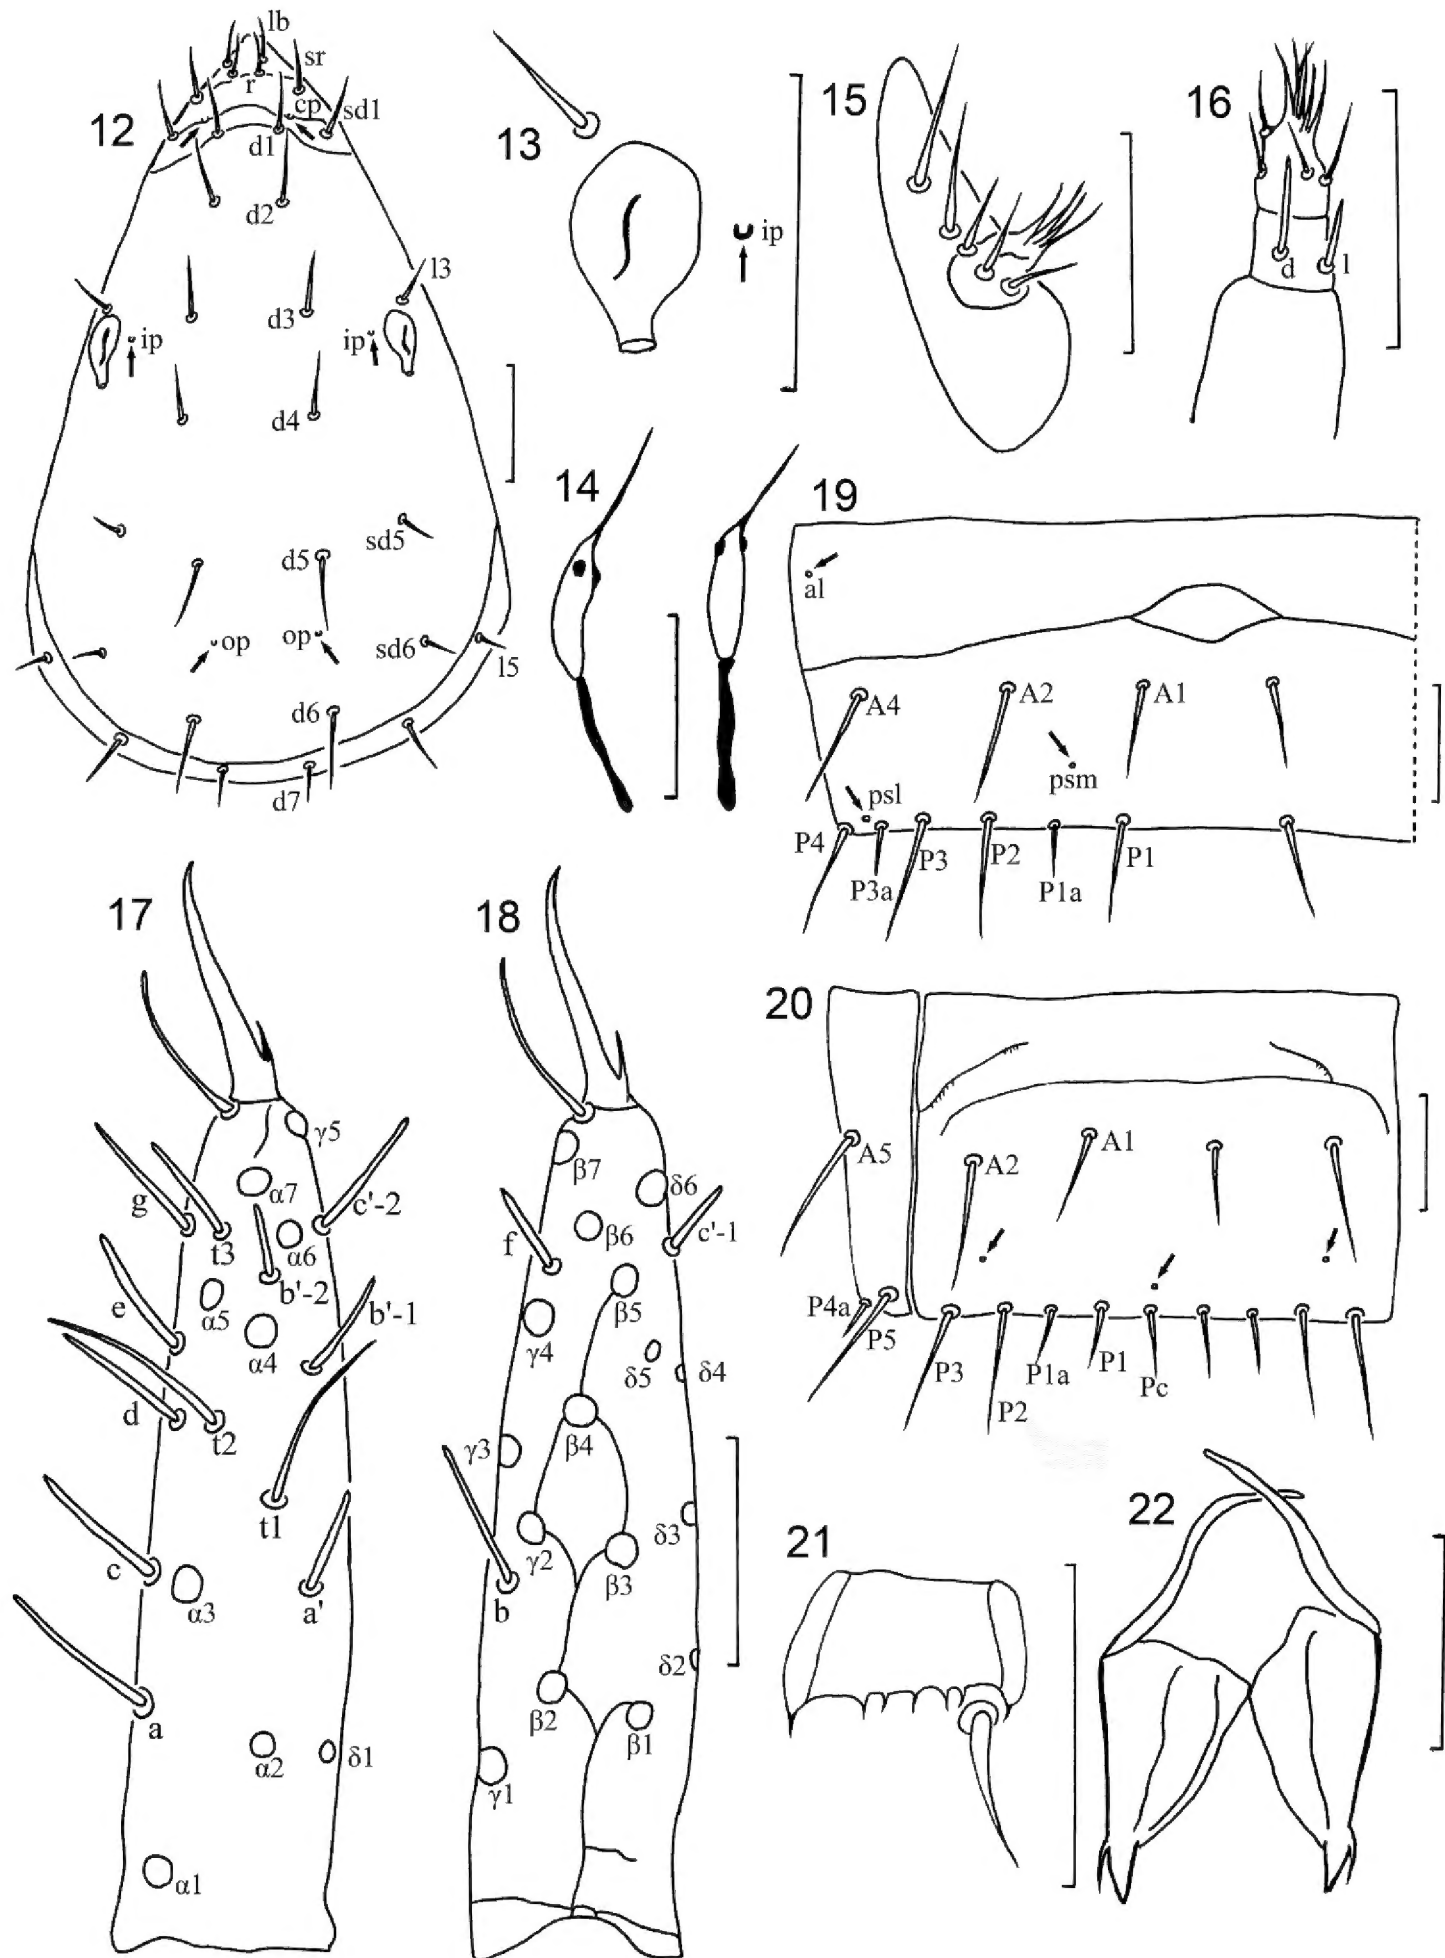 12
lb
sr
r
cp
sd1
d1
d2
l3
d3
ip
ip
d4
sd5
d5
op
op
sd6
l5
d6
d7
13
ip
14
15
16
d
l
17
γ5
α7
g
t3
α6
c'-2
b'-2
e
α5
α4
b'-1
d
t2
t1
c
α3
a'
a
α2
δ1
α1
18
β7
δ6
f
β6
c'-1
β5
γ4
δ5
δ4
β4
γ3
γ2
δ3
β3
b
δ2
β2
β1
γ1
19
al
A4
A2
A1
psm
psl
P4
P3a
P3
P2
P1a
P1
20
A5
A2
A1
P4a
P5
P3
P2
P1a
P1
Pc
21
22